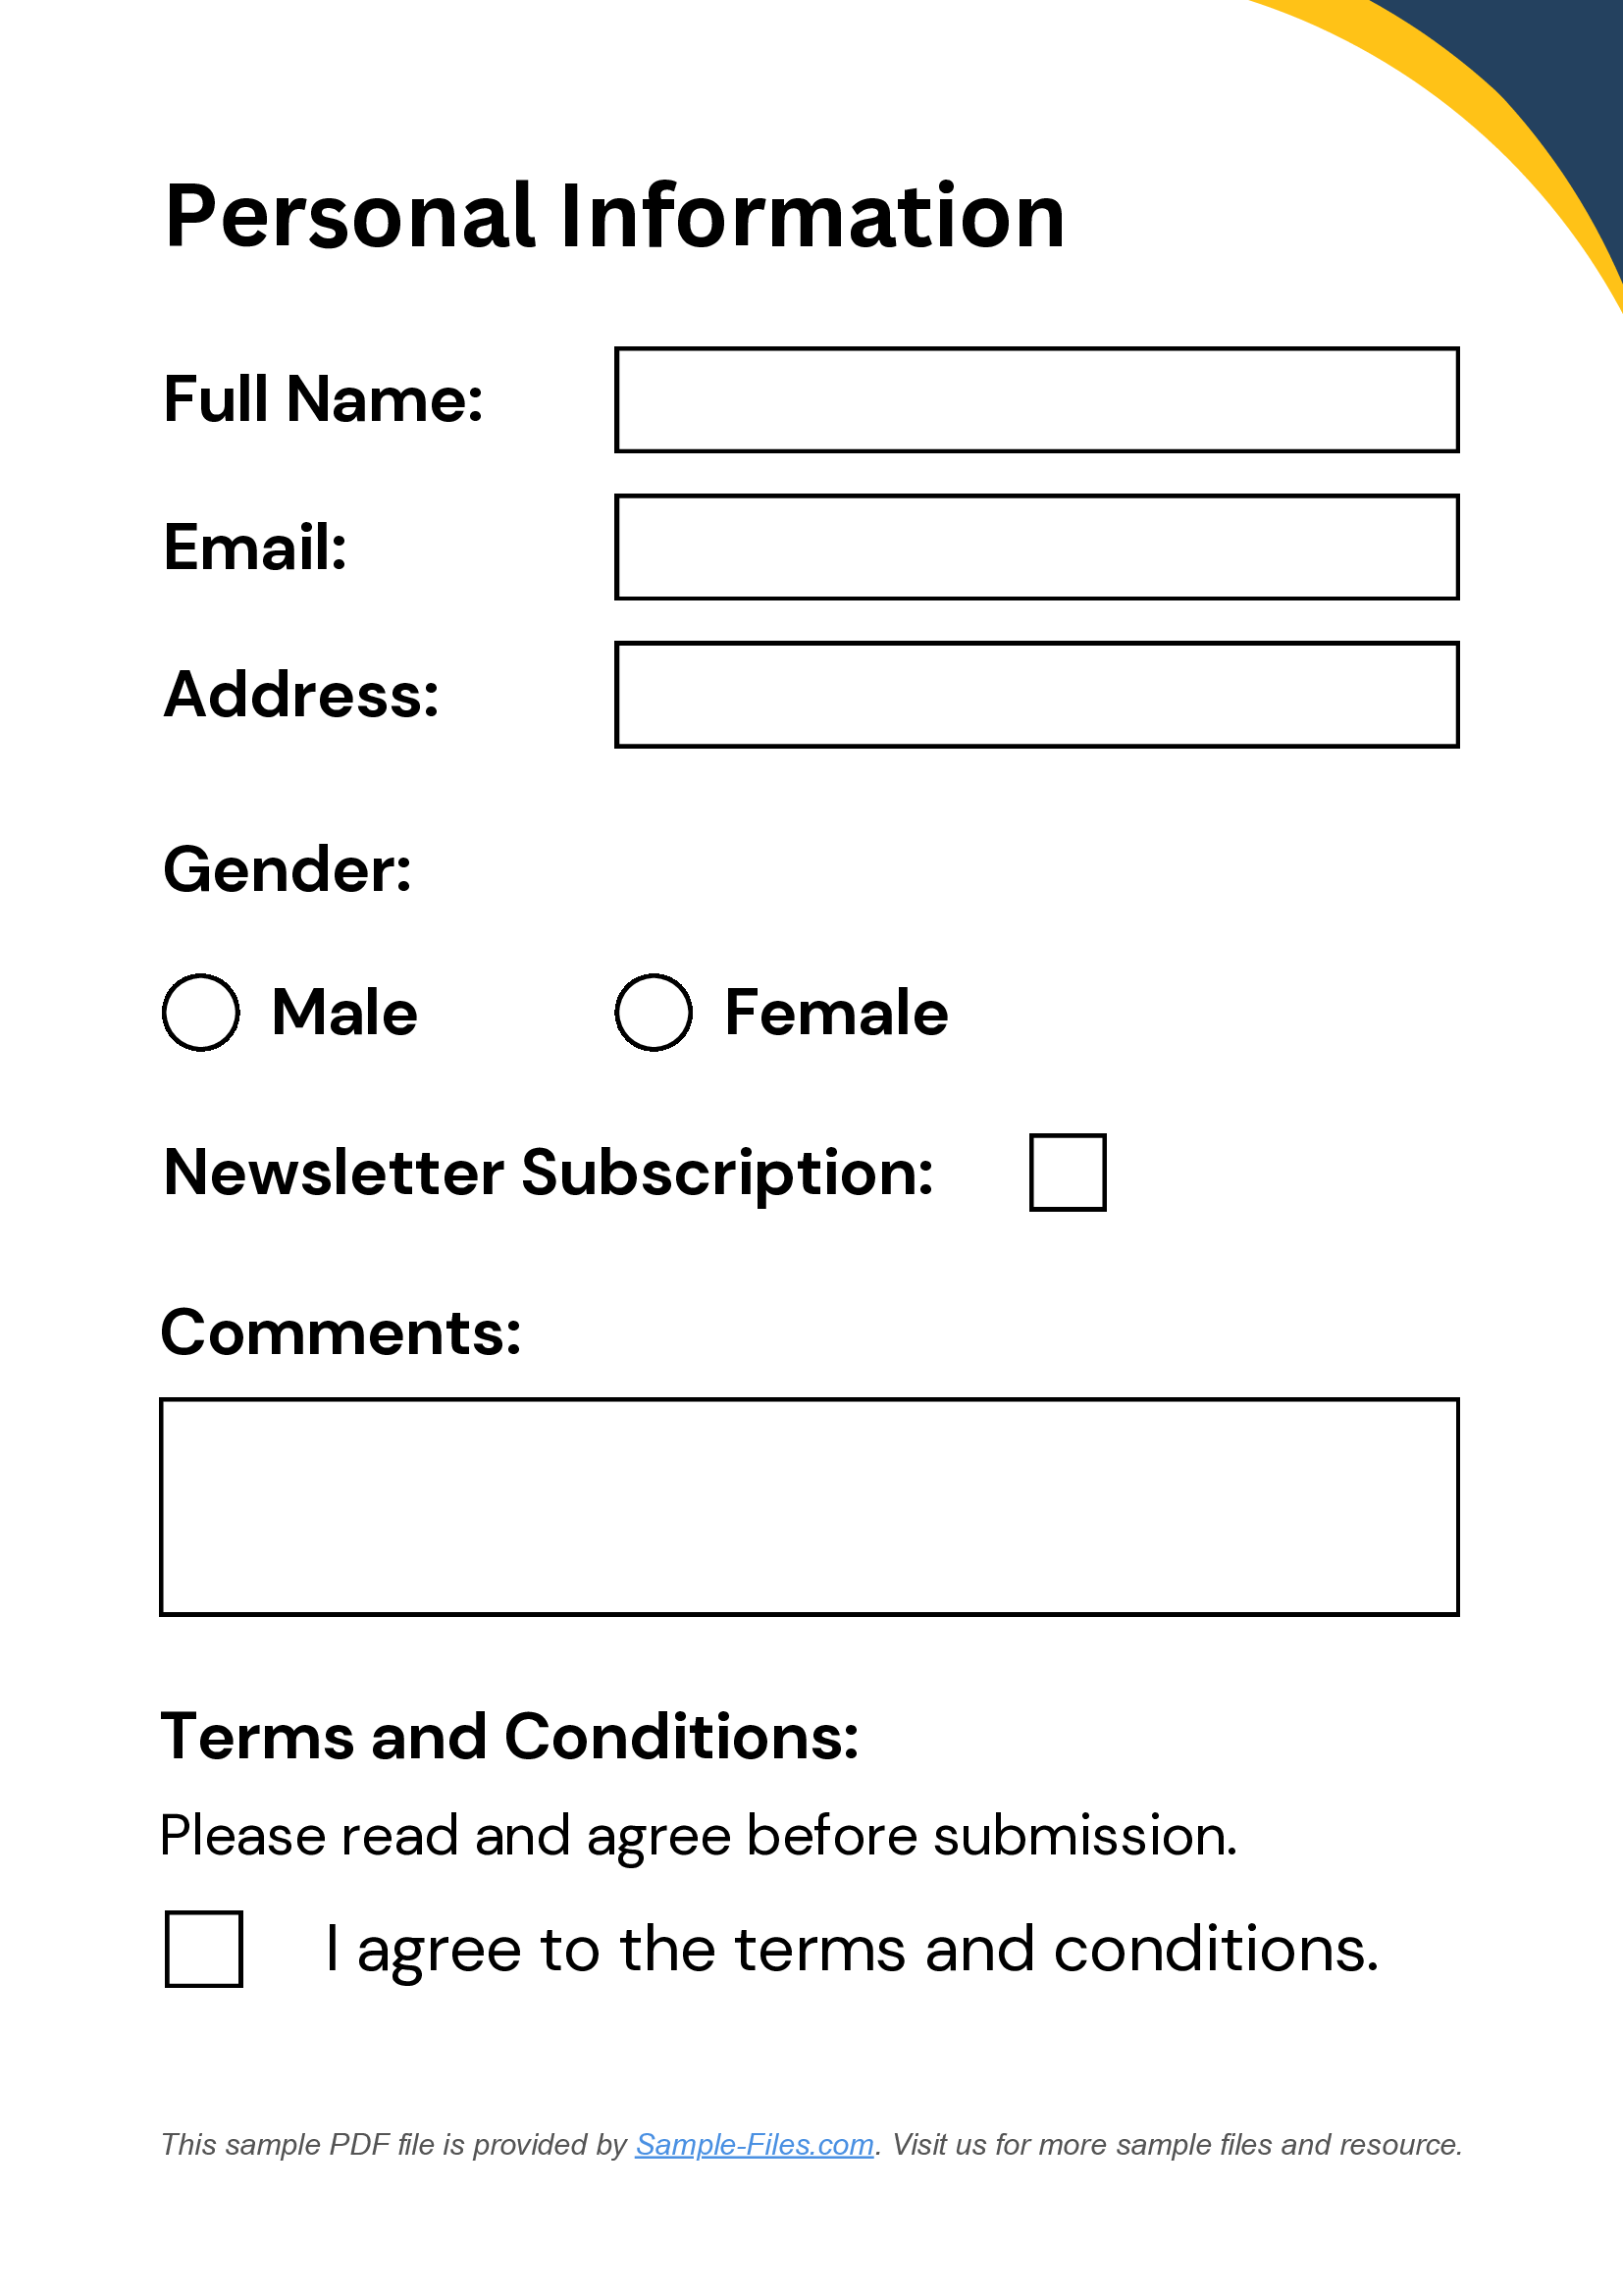 Personal Information
Full Name:
Email:
Address:
Gender:
Male Female
Newsletter Subscription:
Comments:
Terms and Conditions:
Please read and agree before submission.
I agree to the terms and conditions.
This sample PDF file is provided by Sample-Files.com. Visit us for more sample files and resource.